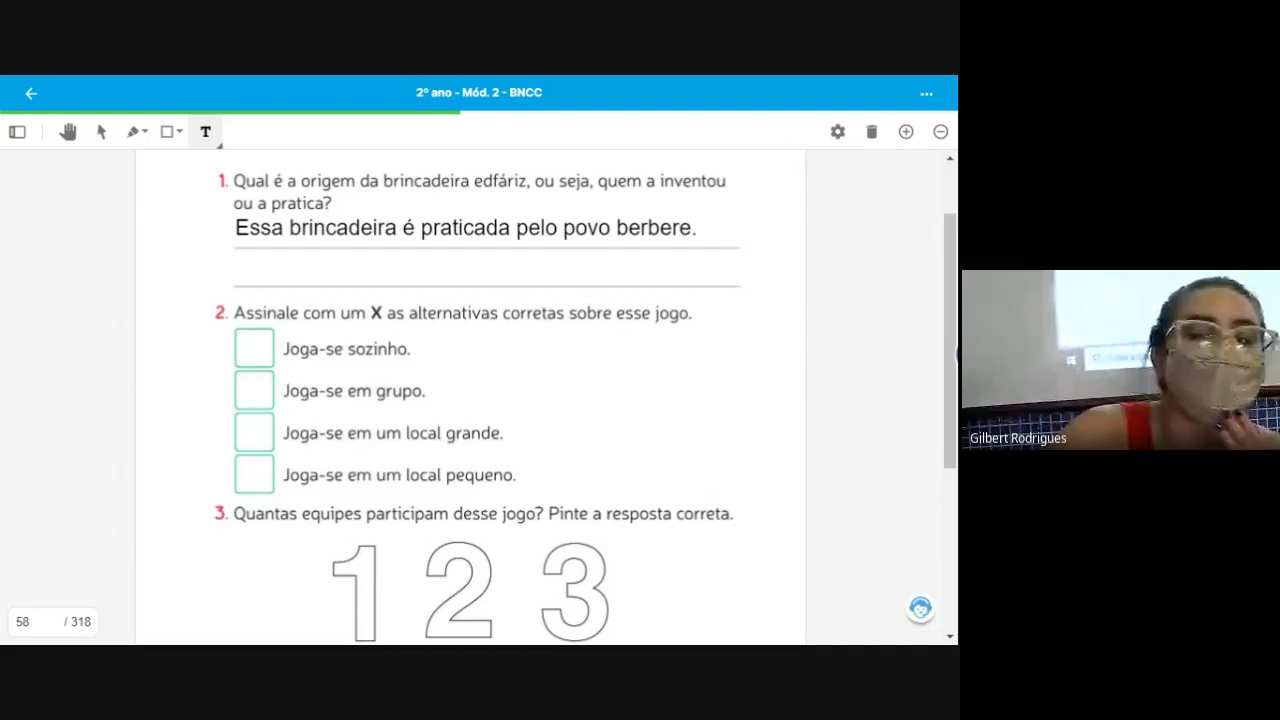 2º ano - Mód. 2 - BNCC
...
T
1. Qual é a origem da brincadeira edfáriz, ou seja, quem a inventou
ou a pratica?
Essa brincadeira é praticada pelo povo berbere.
2. Assinale com um X as alternativas corretas sobre esse jogo.
Joga-se sozinho.
Joga-se em grupo.
Joga-se em um local grande.
Joga-se em um local pequeno.
3. Quantas equipes participam desse jogo? Pinte a resposta correta.
1 2 3
58 / 318
Gilbert Rodrigues